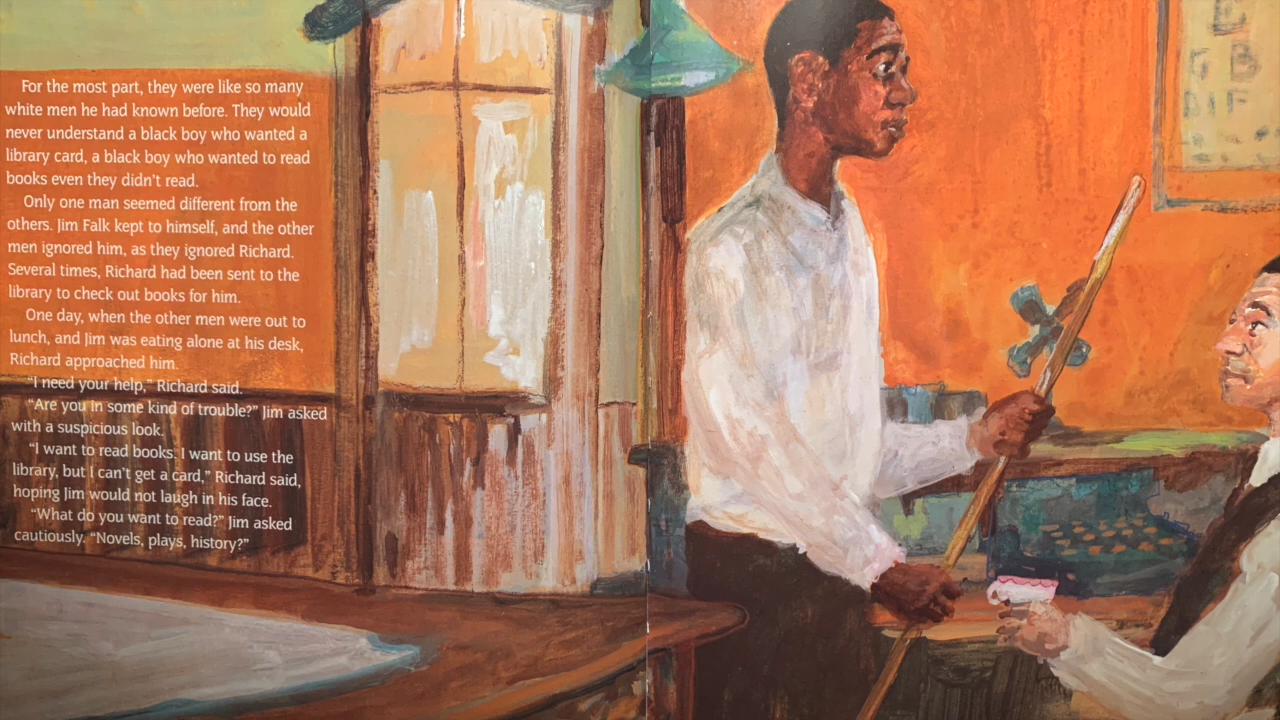 For the most part, they were like so many
white men he had known before. They would
never understand a black boy who wanted a
library card, a black boy who wanted to read
books even they didn’t read.
Only one man seemed different from the
others. Jim Falk kept to himself, and the other
men ignored him, as they ignored Richard.
Several times, Richard had been sent to the
library to check out books for him.
One day, when the other men were out to
lunch, and Jim was eating alone at his desk,
Richard approached him.
“I need your help,” Richard said.
“Are you in some kind of trouble?” Jim asked
with a suspicious look.
“I want to read books. I want to use the
library, but I can’t get a card,” Richard said,
hoping Jim would not laugh in his face.
“What do you want to read?” Jim asked
cautiously. “Novels, plays, history?”